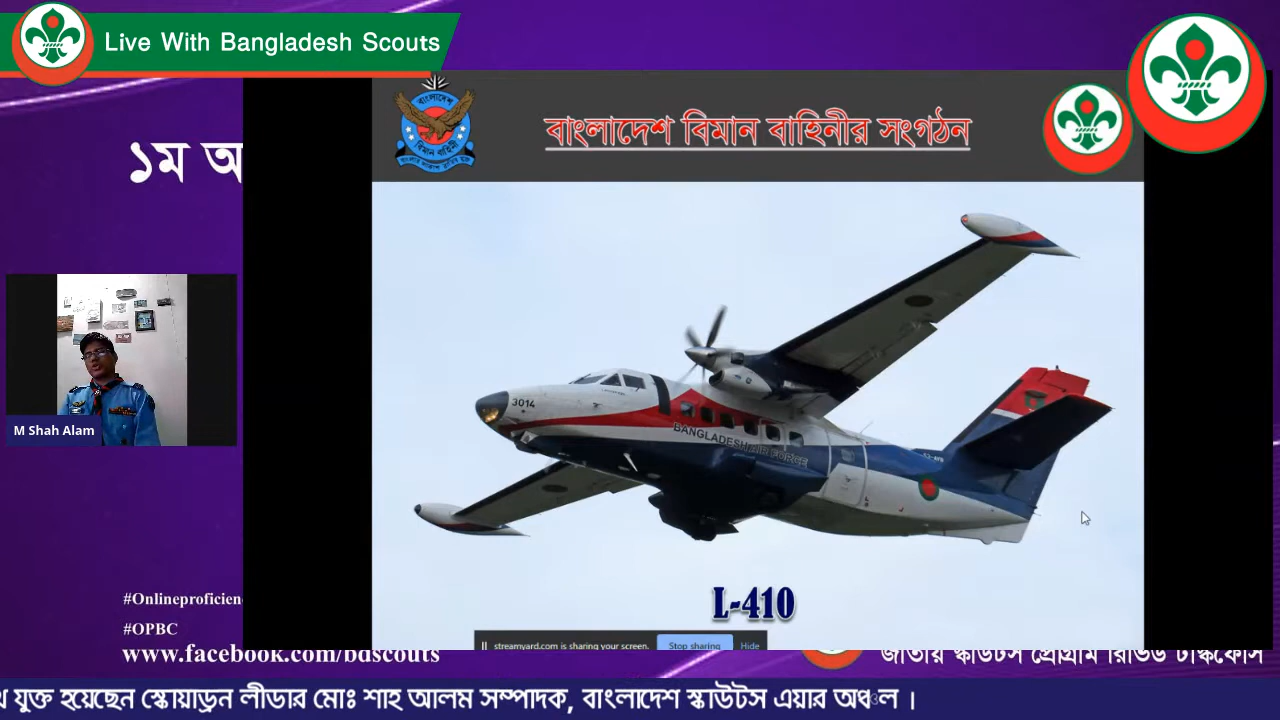 Live With Bangladesh Scouts
বাংলাদেশ
বিমান বাহিনী
বাংলাদেশ বিমান বাহিনীর সংগঠন
১ম অ
3014
BANGLADESH AIR FORCE
M Shah Alam
L-410
#Onlineproficien
#OPBC
streamyard.com is sharing your screen.
Stop sharing
Hide
www.facebook.com/bdscouts
জাতীয় স্কাউটস প্রোগ্রাম রিভিউ টাস্কফোর্স
যুক্ত হয়েছেন স্কোয়াড্রন লীডার মোঃ শাহ আলম সম্পাদক, বাংলাদেশ স্কাউটস এয়ার অঞ্চল ।